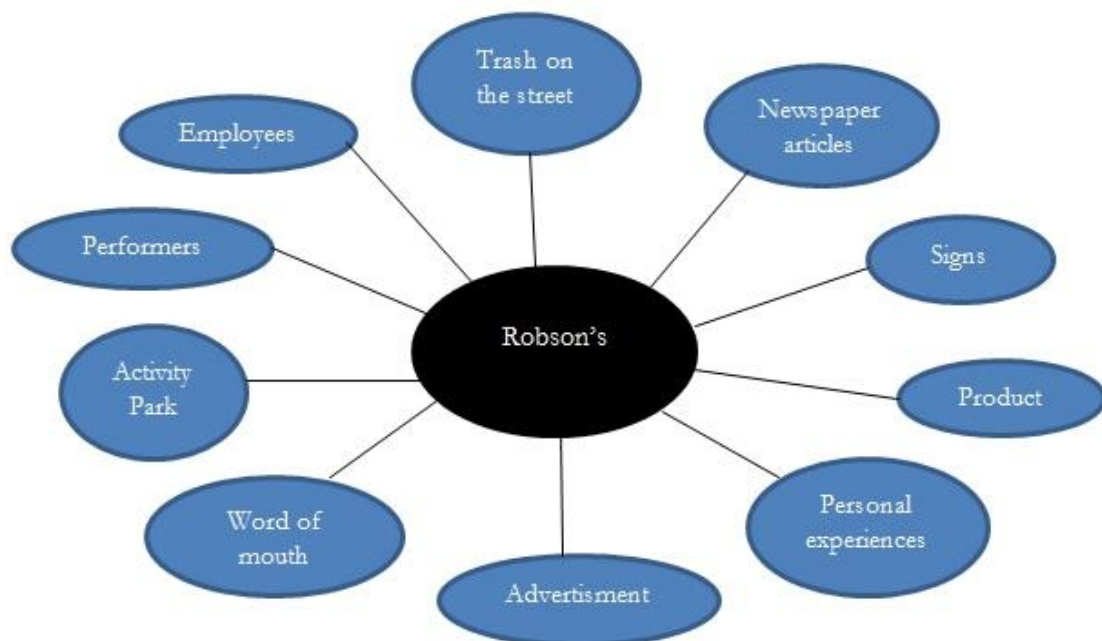 Trash on
the street
Newspaper
articles
Employees
Performers
Signs
Robson's
Activity
Park
Product
Word of
mouth
Personal
experiences
Advertisment